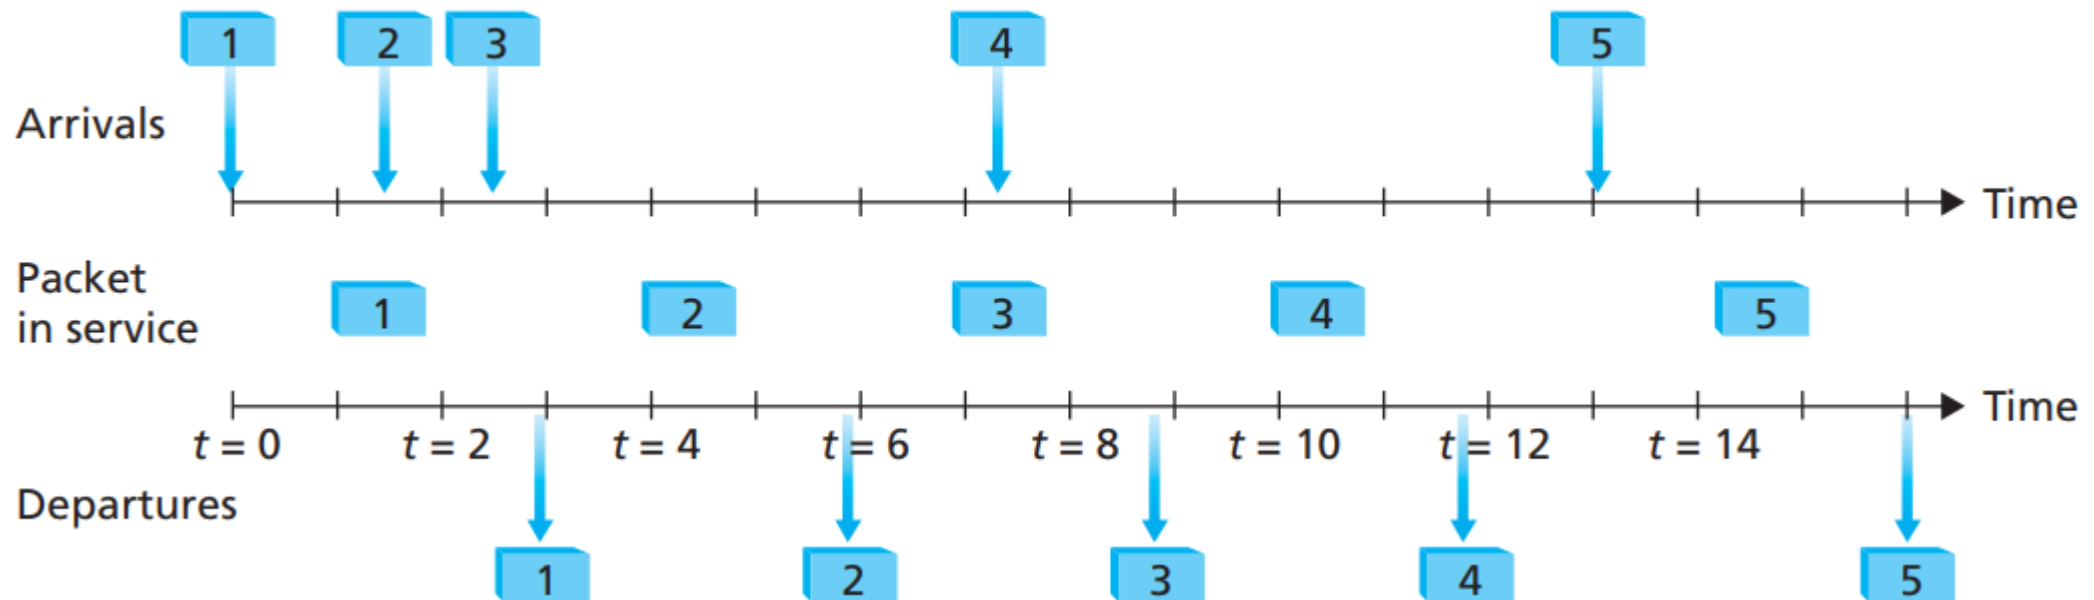 1 2 3 4 5
Arrivals
Time
Packet
in service
1 2 3 4 5
Time
t = 0 t = 2 t = 4 t = 6 t = 8 t = 10 t = 12 t = 14
Departures
1 2 3 4 5